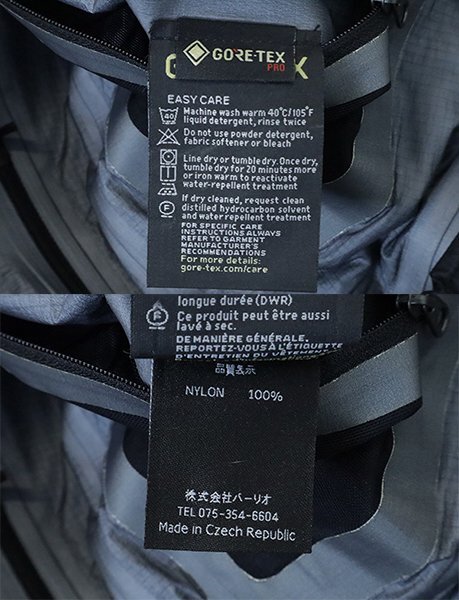 GORE-TEX
PRO
EASY CARE
Machine wash warm 40°C/105°F
liquid detergent, rinse twice
Do not use powder detergent,
fabric softener or bleach
Line dry or tumble dry. Once dry,
tumble dry for 20 minutes more
or iron warm to reactivate
water-repellent treatment
If dry cleaned, request clean
distilled hydrocarbon solvent
and water repellent treatment
FOR SPECIFIC CARE
INSTRUCTIONS ALWAYS
REFER TO GARMENT
MANUFACTURER'S
RECOMMENDATIONS
For more details:
gore-tex.com/care
longue durée (DWR)
Ce produit peut être aussi
lavé à sec.
DE MANIÈRE GÉNÉRALE,
REPORTEZ-VOUS À L'ÉTIQUETTE
D'ENTRETIEN DU VÊTEMENT
品質表示
NYLON 100%
株式会社バーリオ
TEL 075-354-6604
Made in Czech Republic